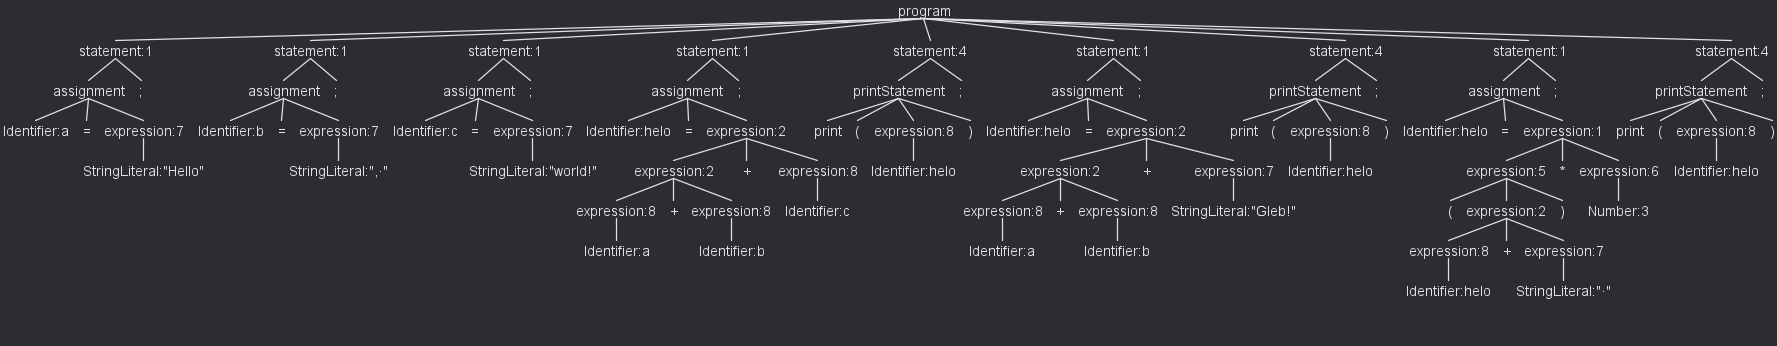 program
statement:1 statement:1 statement:1 statement:1 statement:4 statement:1 statement:4 statement:1 statement:4
assignment ; assignment ; assignment ; assignment ; printStatement ; assignment ; printStatement ; assignment ; printStatement ;
Identifier:a = expression:7 Identifier:b = expression:7 Identifier:c = expression:7 Identifier:helo = expression:2 print ( expression:8 ) Identifier:helo = expression:2 print ( expression:8 ) Identifier:helo = expression:1 print ( expression:8 )
StringLiteral:"Hello" StringLiteral:",·" StringLiteral:"world!" expression:2 + expression:8 Identifier:helo expression:2 + expression:7 Identifier:helo expression:5 * expression:6 Identifier:helo
expression:8 + expression:8 Identifier:c expression:8 + expression:8 StringLiteral:"Gleb!" ( expression:2 ) Number:3
Identifier:a Identifier:b Identifier:a Identifier:b expression:8 + expression:7
Identifier:helo StringLiteral:"·"